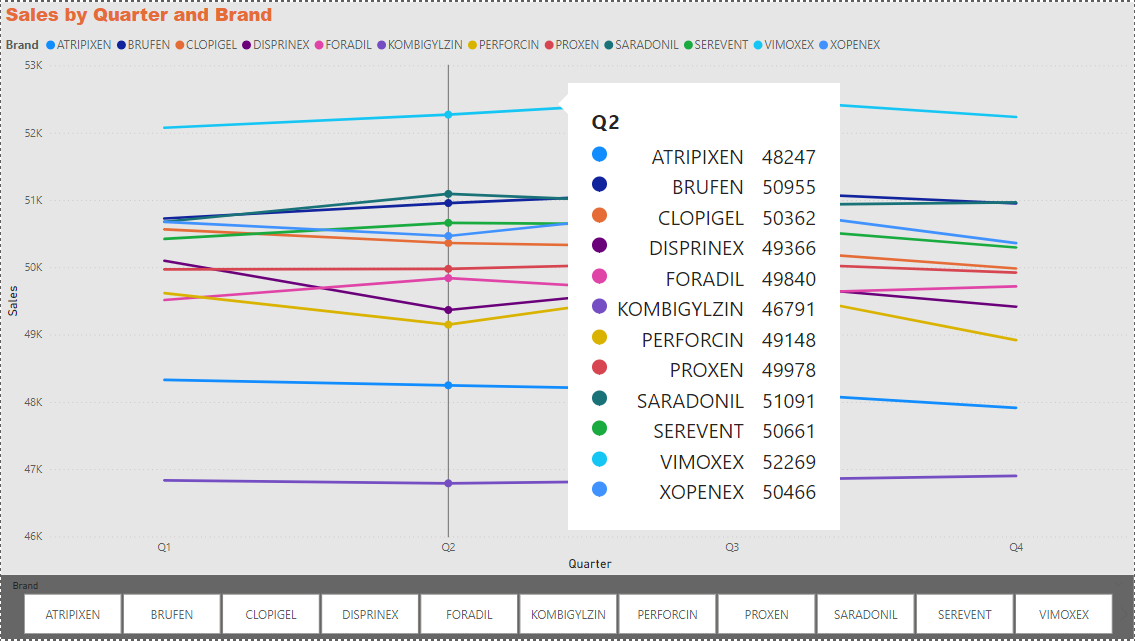 Sales by Quarter and Brand
Brand ATRIPIXEN BRUFEN CLOPIGEL DISPRINEX FORADIL KOMBIGYLZIN PERFORCIN PROXEN SARADONIL SEREVENT VIMOXEX XOPENEX
53K
52K
51K
50K
49K
48K
47K
46K
Sales
Q2
ATRIPIXEN 48247
BRUFEN 50955
CLOPIGEL 50362
DISPRINEX 49366
FORADIL 49840
KOMBIGYLZIN 46791
PERFORCIN 49148
PROXEN 49978
SARADONIL 51091
SEREVENT 50661
VIMOXEX 52269
XOPENEX 50466
Q1 Q2 Q3 Q4
Quarter
Brand
ATRIPIXEN BRUFEN CLOPIGEL DISPRINEX FORADIL KOMBIGYLZIN PERFORCIN PROXEN SARADONIL SEREVENT VIMOXEX